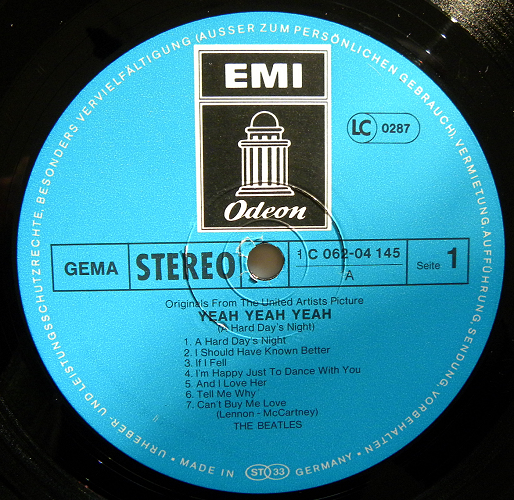 URHEBER- UND LEISTUNGSSCHUTZRECHTE, BESONDERS VERVIELFÄLTIGUNG (AUSSER ZUM PERSÖNLICHEN GEBRAUCH), VERMIETUNG, AUFFÜHRUNG, SENDUNG, VORBEHALTEN • MADE IN ST 33 GERMANY •
EMI
Odeon
LC 0287
GEMA
STEREO
1 C 062-04 145
A
Seite 1
Originals From The United Artists Picture
YEAH YEAH YEAH
(A Hard Day's Night)
1. A Hard Day's Night
2. I Should Have Known Better
3. If I Fell
4. I'm Happy Just To Dance With You
5. And I Love Her
6. Tell Me Why
7. Can't Buy Me Love
(Lennon - McCartney)
THE BEATLES